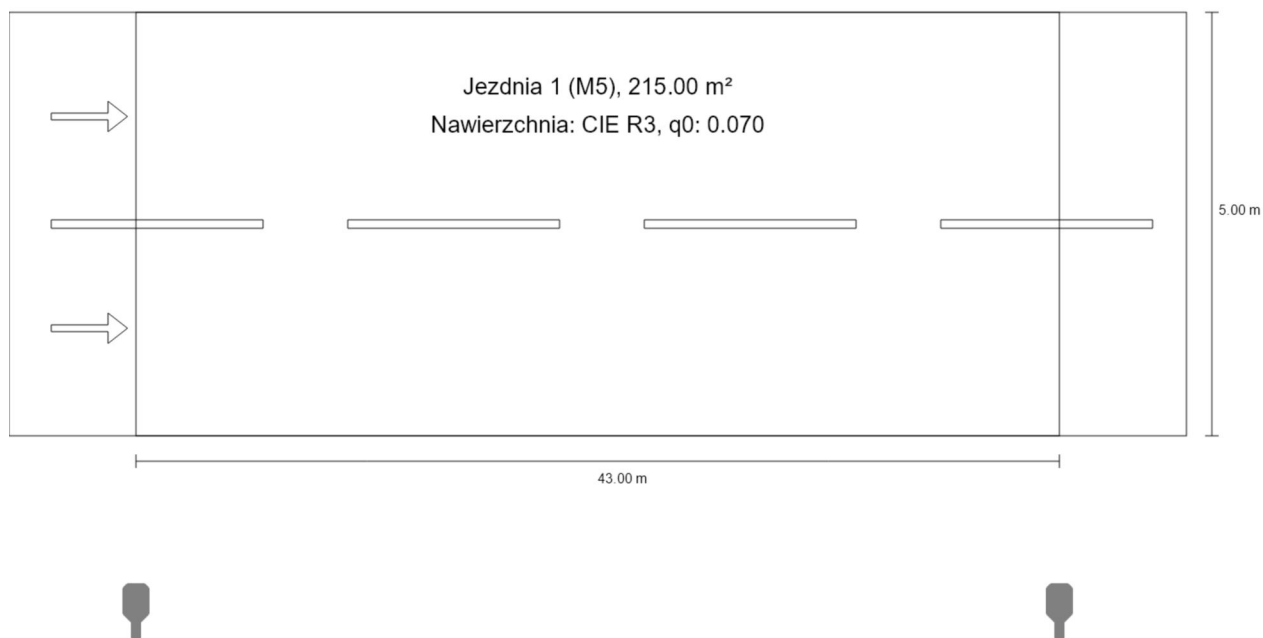 Jezdnia 1 (M5), 215.00 m²
Nawierzchnia: CIE R3, q0: 0.070
5.00 m
43.00 m